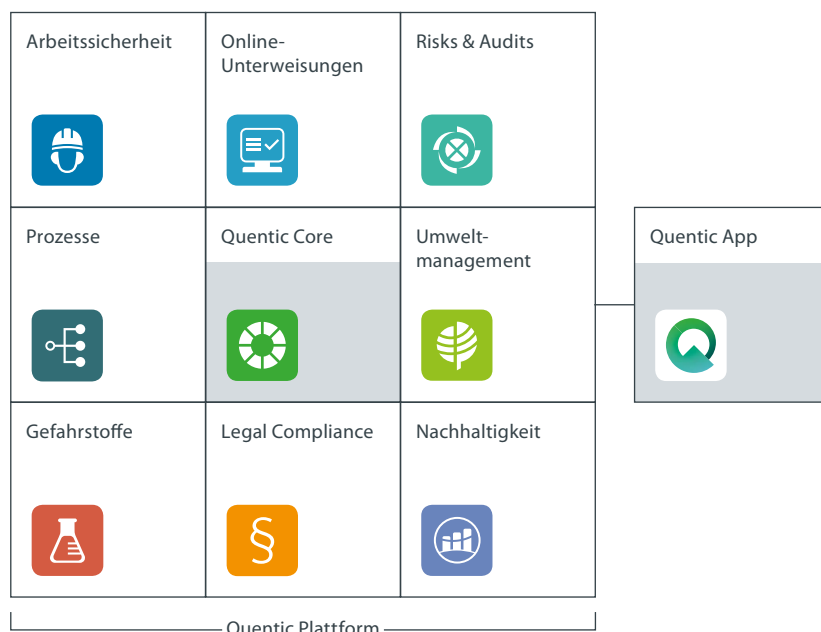 Arbeitssicherheit
Online-
Unterweisungen
Risks & Audits
Prozesse
Quentic Core
Umwelt-
management
Quentic App
Gefahrstoffe
Legal Compliance
Nachhaltigkeit
§
Quentic Plattform